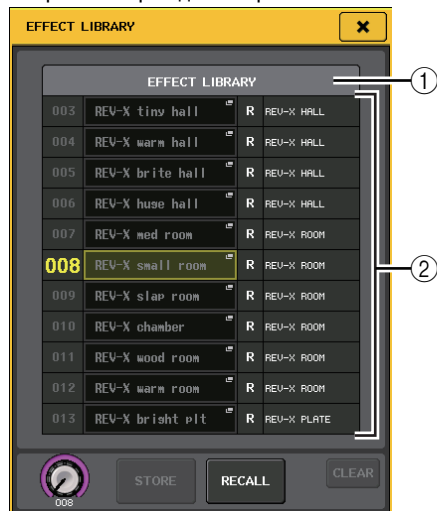 EFFECT LIBRARY
EFFECT LIBRARY
1
003 REV-X tiny hall R REV-X HALL
004 REV-X warm hall R REV-X HALL
005 REV-X brite hall R REV-X HALL
006 REV-X huge hall R REV-X HALL
007 REV-X med room R REV-X ROOM
008 REV-X small room R REV-X ROOM
2
009 REV-X slap room R REV-X ROOM
010 REV-X chamber R REV-X ROOM
011 REV-X wood room R REV-X ROOM
012 REV-X warm room R REV-X ROOM
013 REV-X bright plt R REV-X PLATE
008
STORE
RECALL
CLEAR